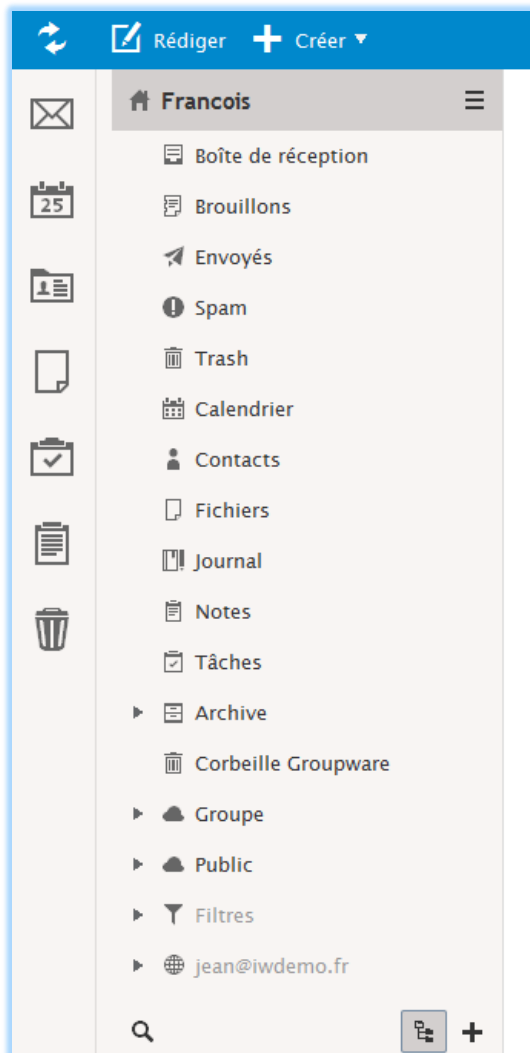 Rédiger Créer
Francois
Boîte de réception
Brouillons
Envoyés
Spam
Trash
25
Calendrier
Contacts
Fichiers
Journal
Notes
Tâches
Archive
Corbeille Groupware
Groupe
Public
Filtres
jean@iwdemo.fr